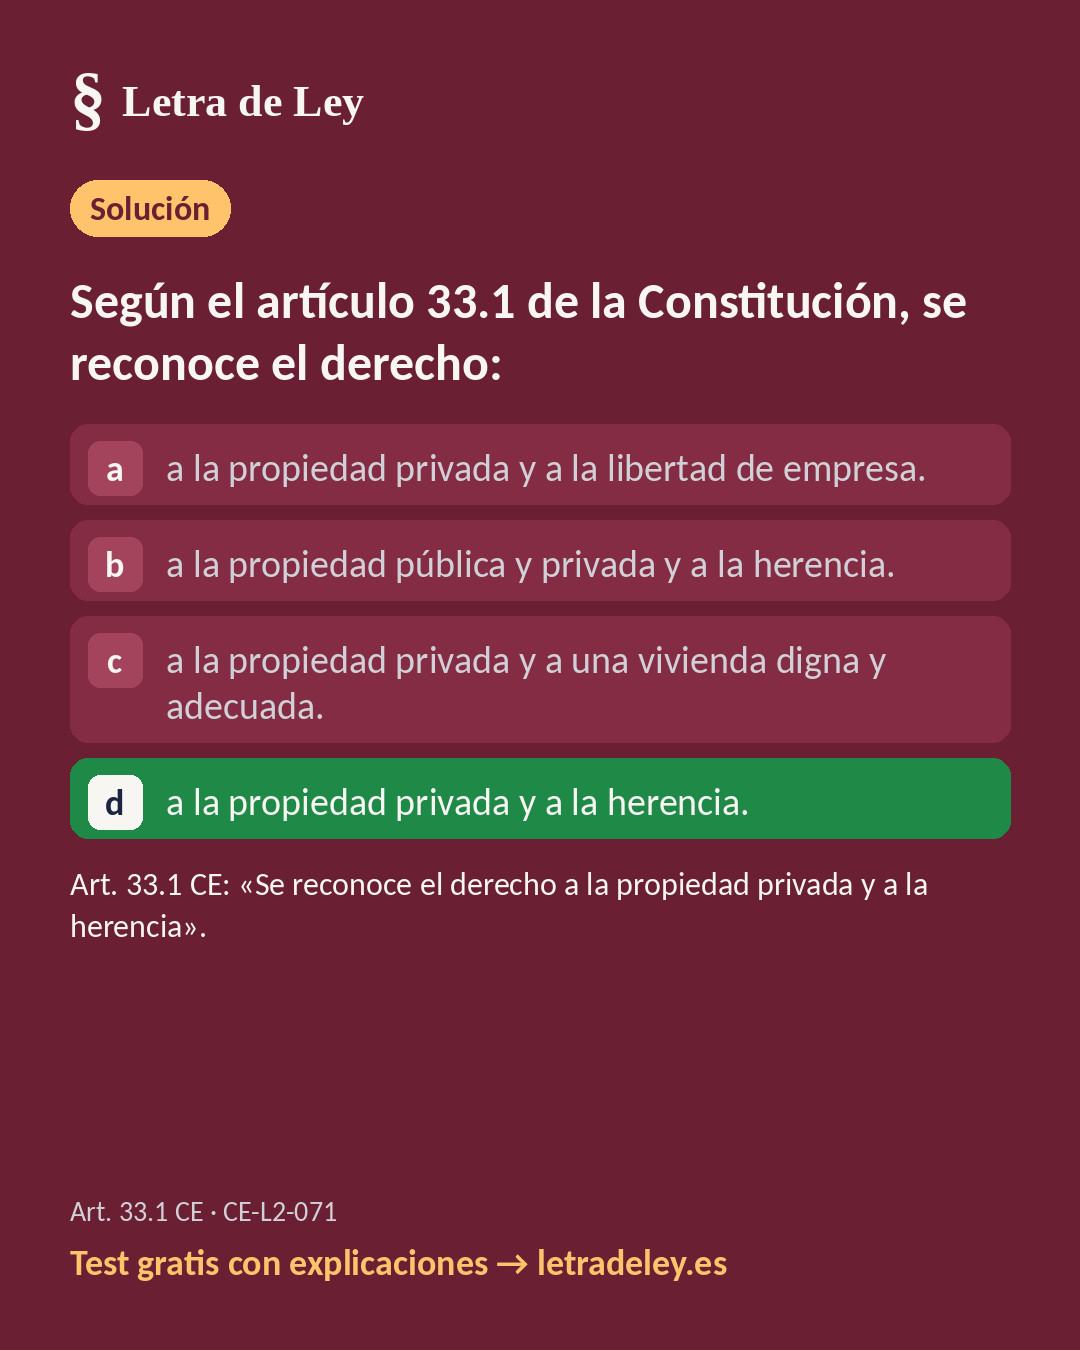 § Letra de Ley
Solución
Según el artículo 33.1 de la Constitución, se
reconoce el derecho:
a a la propiedad privada y a la libertad de empresa.
b a la propiedad pública y privada y a la herencia.
c a la propiedad privada y a una vivienda digna y
adecuada.
d a la propiedad privada y a la herencia.
Art. 33.1 CE: «Se reconoce el derecho a la propiedad privada y a la
herencia».
Art. 33.1 CE · CE-L2-071
Test gratis con explicaciones → letradeley.es